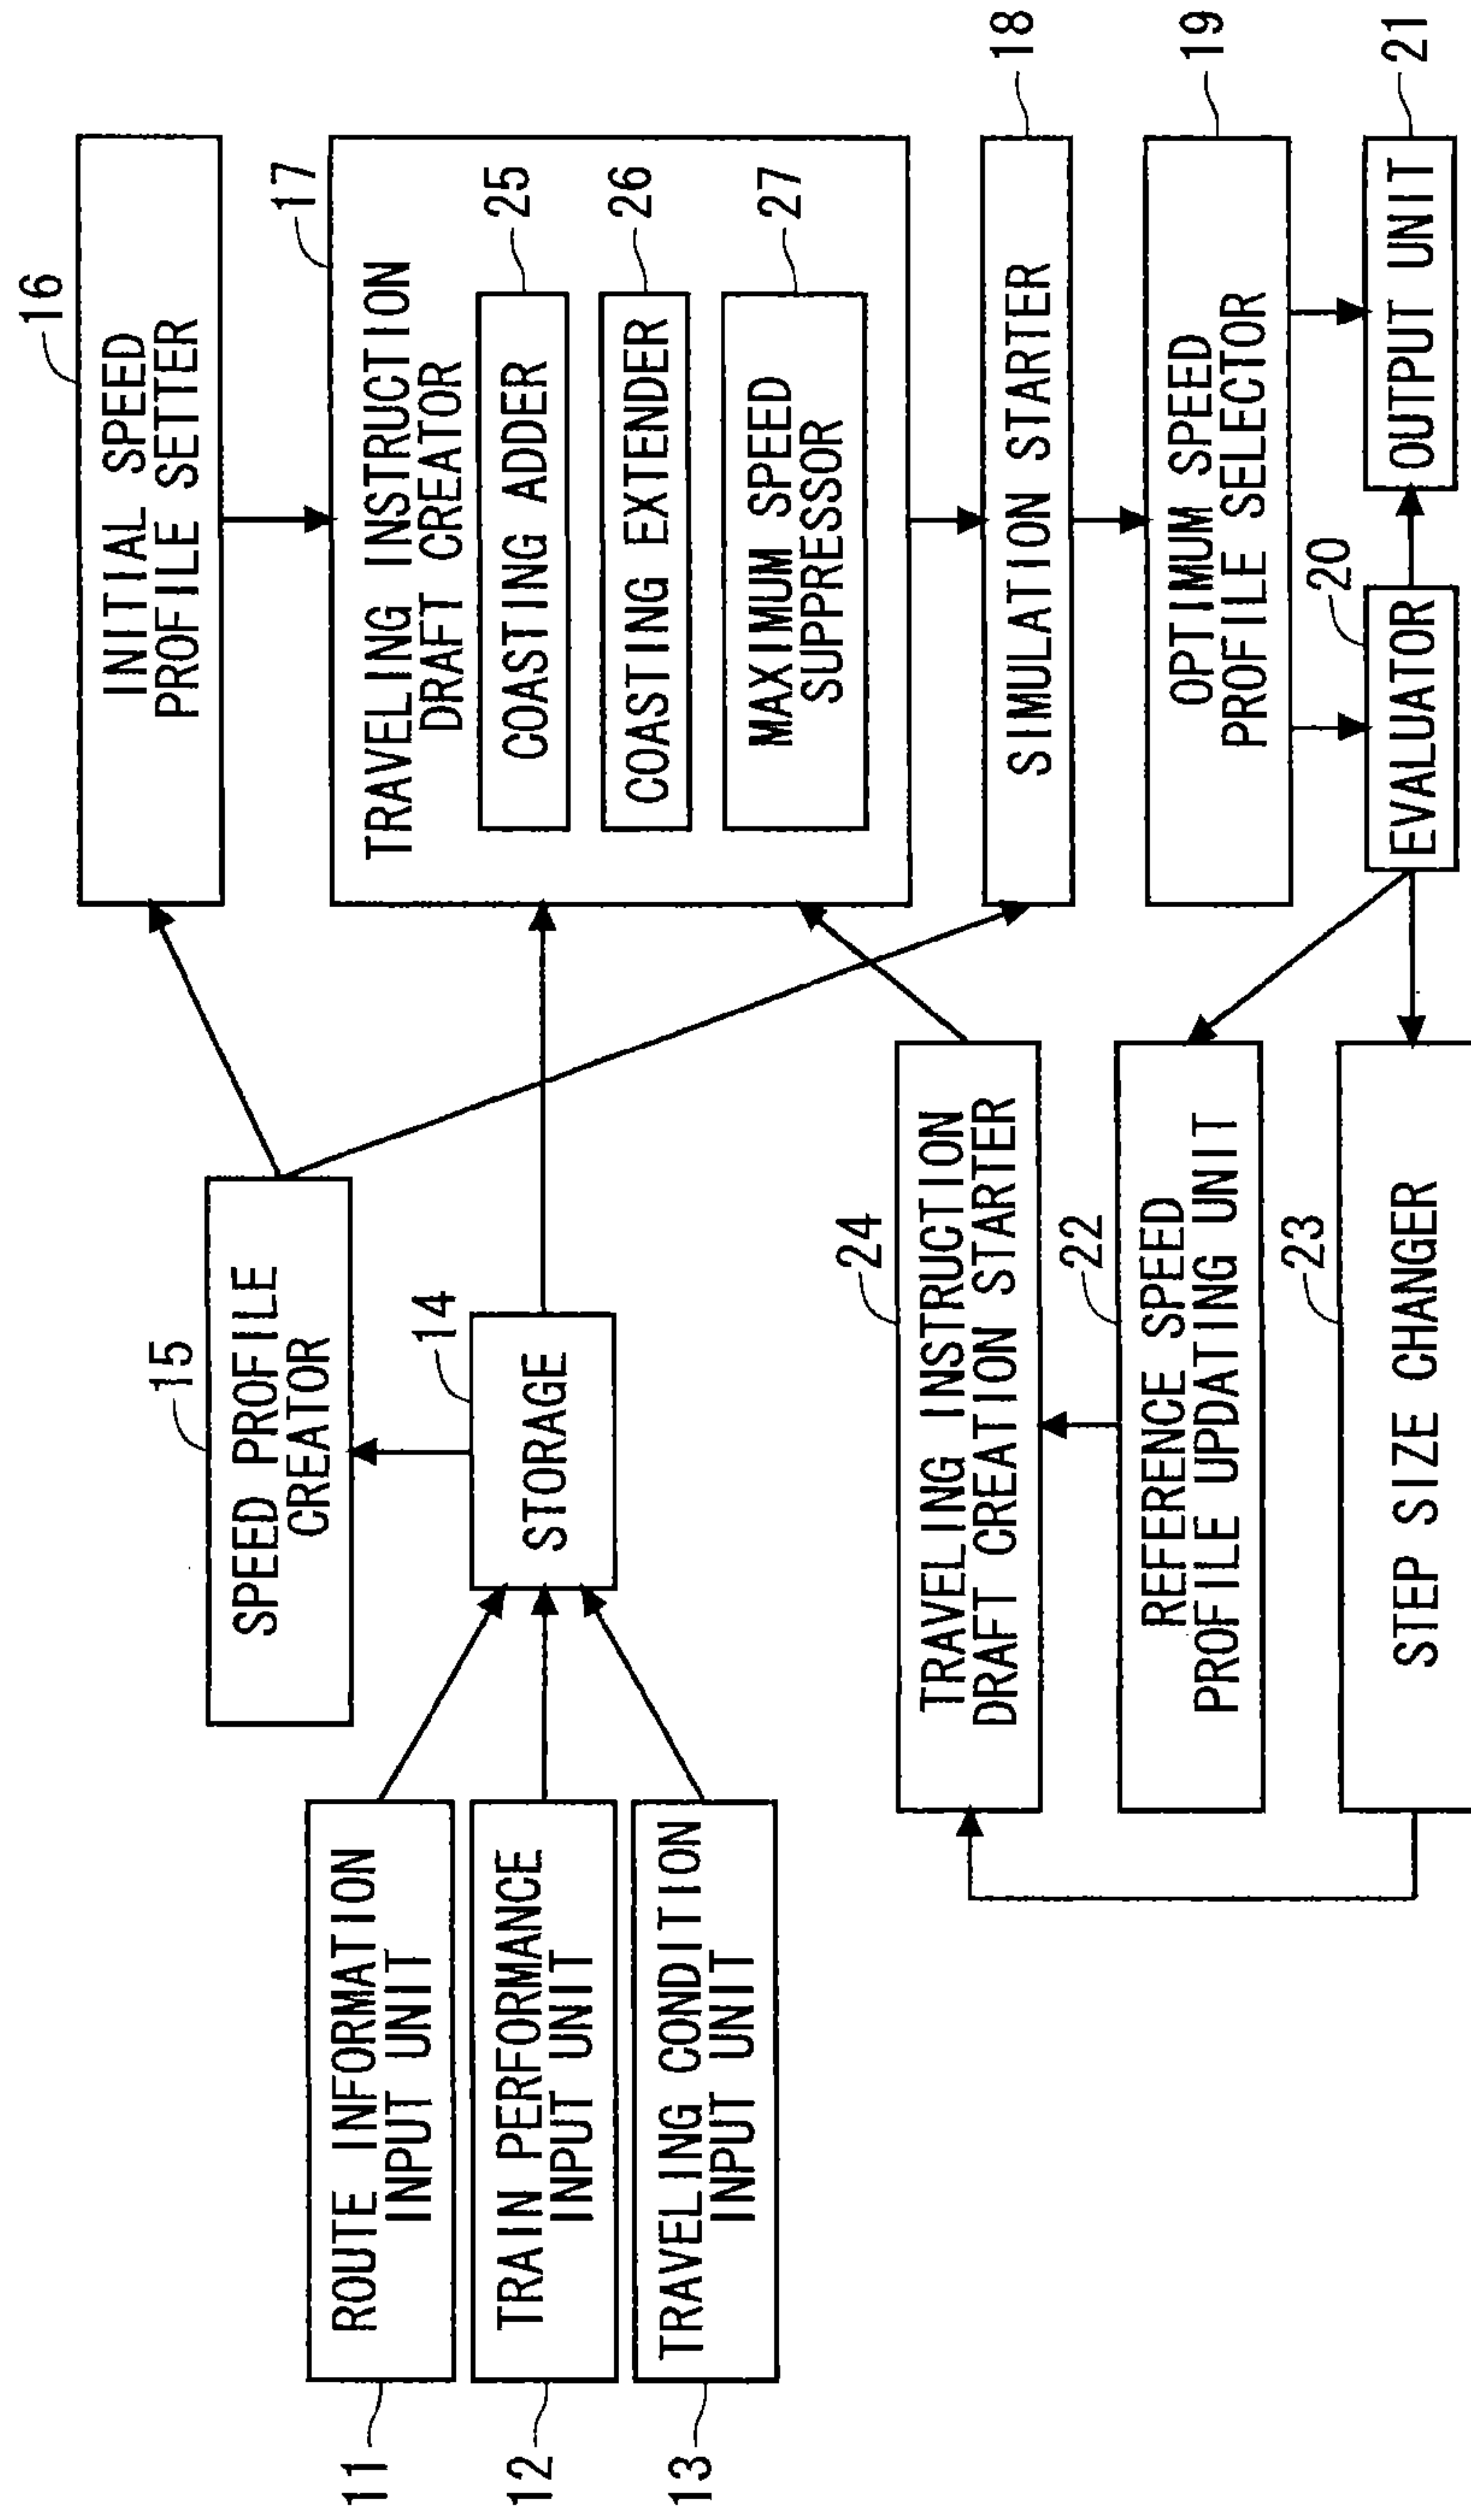 11
ROUTE INFORMATION
INPUT UNIT
12
TRAIN PERFORMANCE
INPUT UNIT
13
TRAVELING CONDITION
INPUT UNIT
14
STORAGE
15
SPEED PROFILE
CREATOR
16
INITIAL SPEED
PROFILE SETTER
17
TRAVELING INSTRUCTION
DRAFT CREATOR
25
COASTING ADDER
26
COASTING EXTENDER
27
MAXIMUM SPEED
SUPPRESSOR
18
SIMULATION STARTER
19
OPTIMUM SPEED
PROFILE SELECTOR
20
EVALUATOR
21
OUTPUT UNIT
24
TRAVELING INSTRUCTION
DRAFT CREATION STARTER
22
REFERENCE SPEED
PROFILE UPDATING UNIT
23
STEP SIZE CHANGER